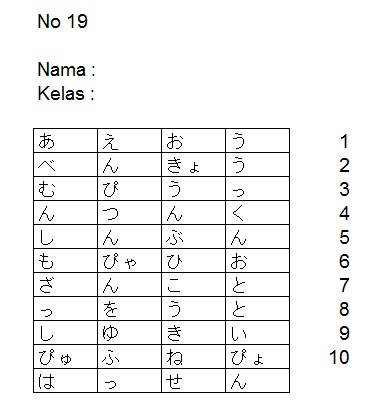 No 19
Nama :
Kelas :
あ え お う 1
べ ん きょ う 2
む ぴ う っ 3
ん つ ん く 4
し ん ぶ ん 5
も ぴゃ ひ お 6
ざ ん こ と 7
っ を う と 8
し ゆ き い 9
ぴゅ ふ ね ぴょ 10
は っ せ ん